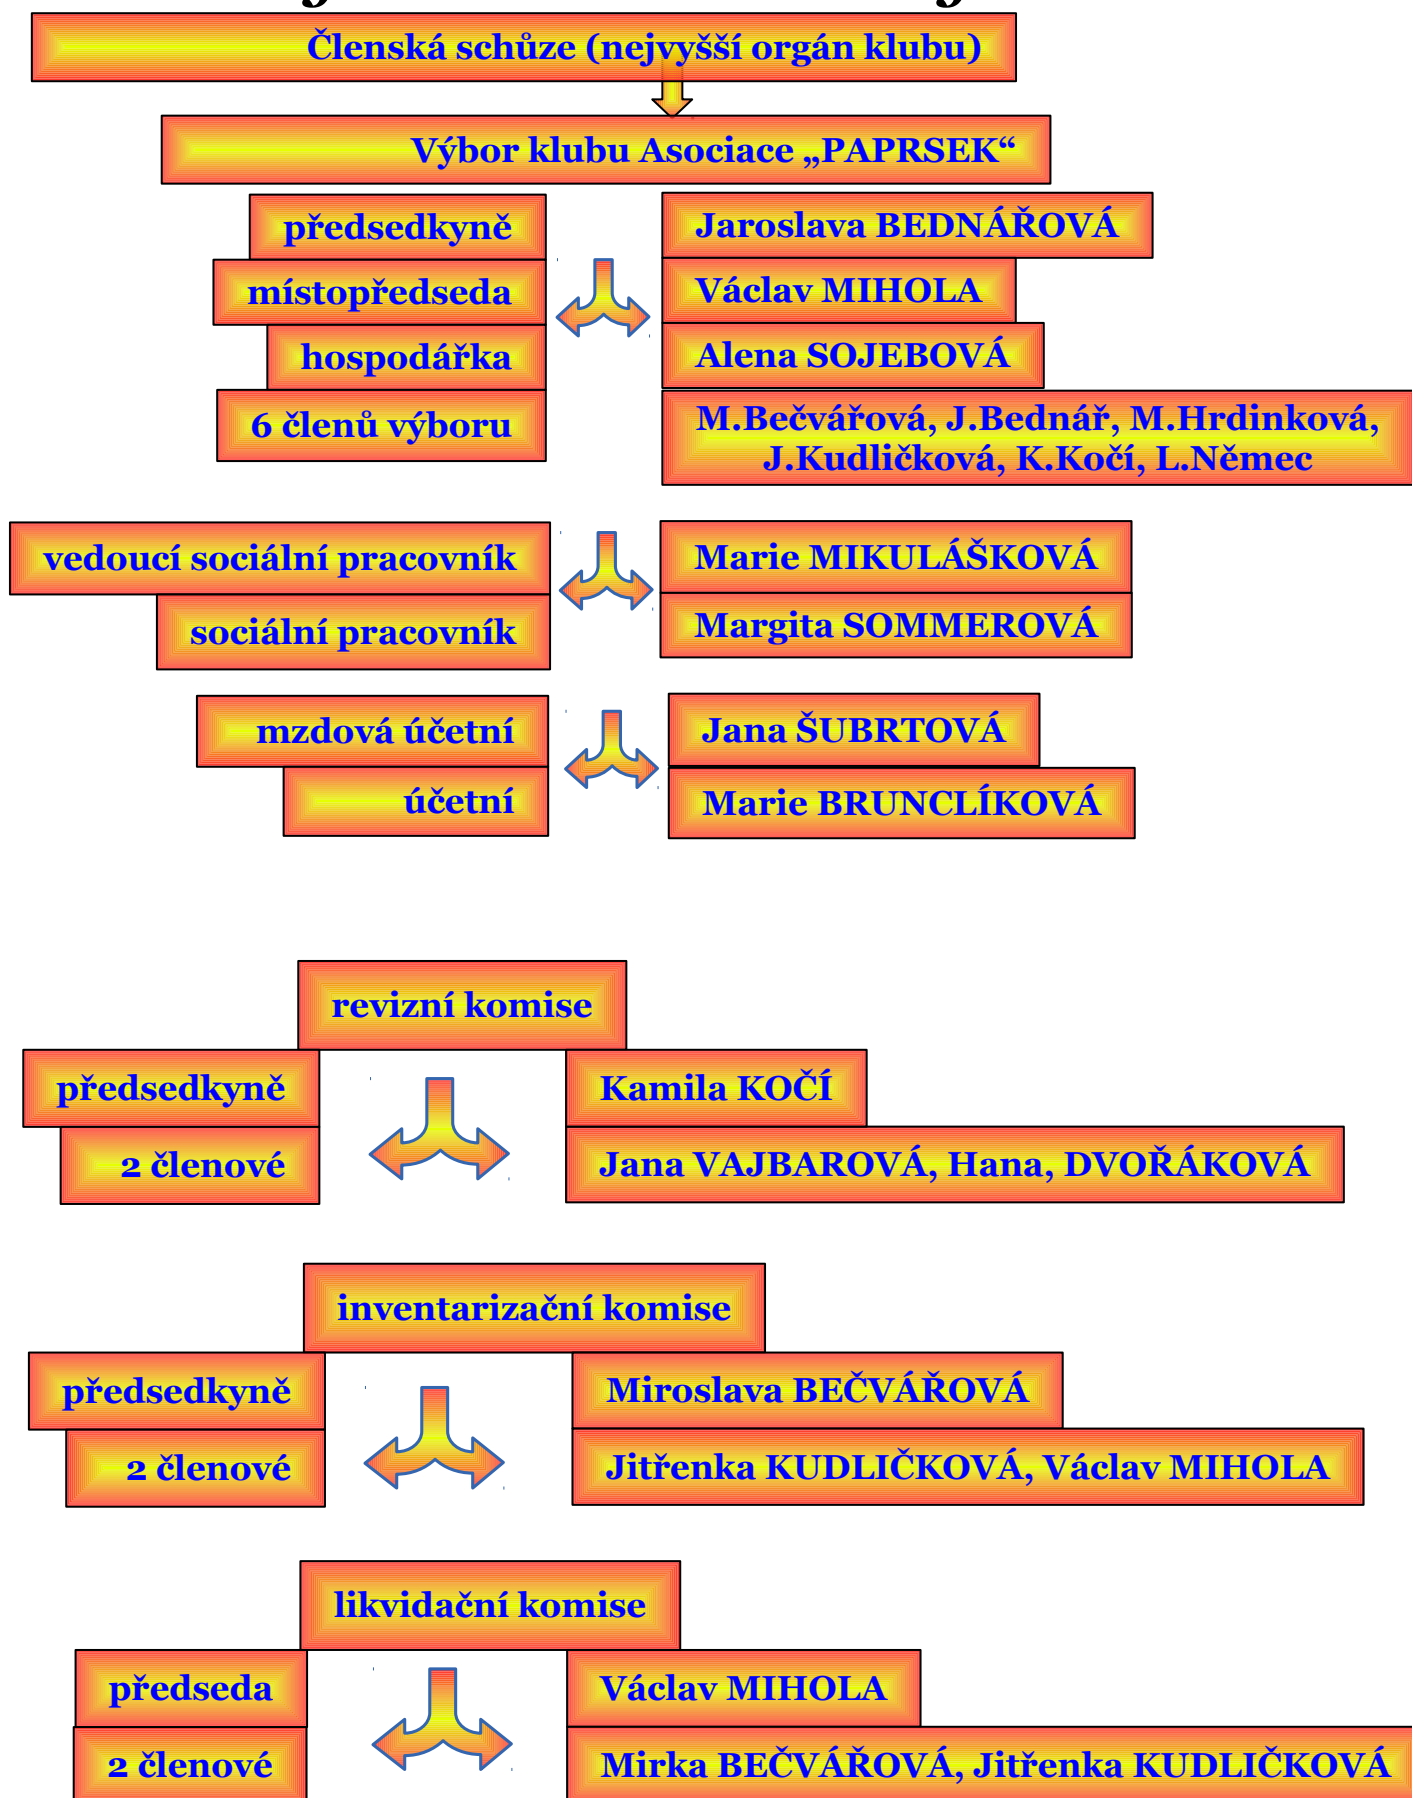 Členská schůze (nejvyšší orgán klubu)
Výbor klubu Asociace „PAPRSEK“
předsedkyně
Jaroslava BEDNÁŘOVÁ
místopředseda
Václav MIHOLA
hospodářka
Alena SOJEBOVÁ
6 členů výboru
M.Bečvářová, J.Bednář, M.Hrdinková,
J.Kudličková, K.Kočí, L.Němec
vedoucí sociální pracovník
Marie MIKULÁŠKOVÁ
sociální pracovník
Margita SOMMEROVÁ
mzdová účetní
Jana ŠUBRTOVÁ
účetní
Marie BRUNCLÍKOVÁ
revizní komise
předsedkyně
Kamila KOČÍ
2 členové
Jana VAJBAROVÁ, Hana, DVOŘÁKOVÁ
inventarizační komise
předsedkyně
Miroslava BEČVÁŘOVÁ
2 členové
Jitřenka KUDLIČKOVÁ, Václav MIHOLA
likvidační komise
předseda
Václav MIHOLA
2 členové
Mirka BEČVÁŘOVÁ, Jitřenka KUDLIČKOVÁ